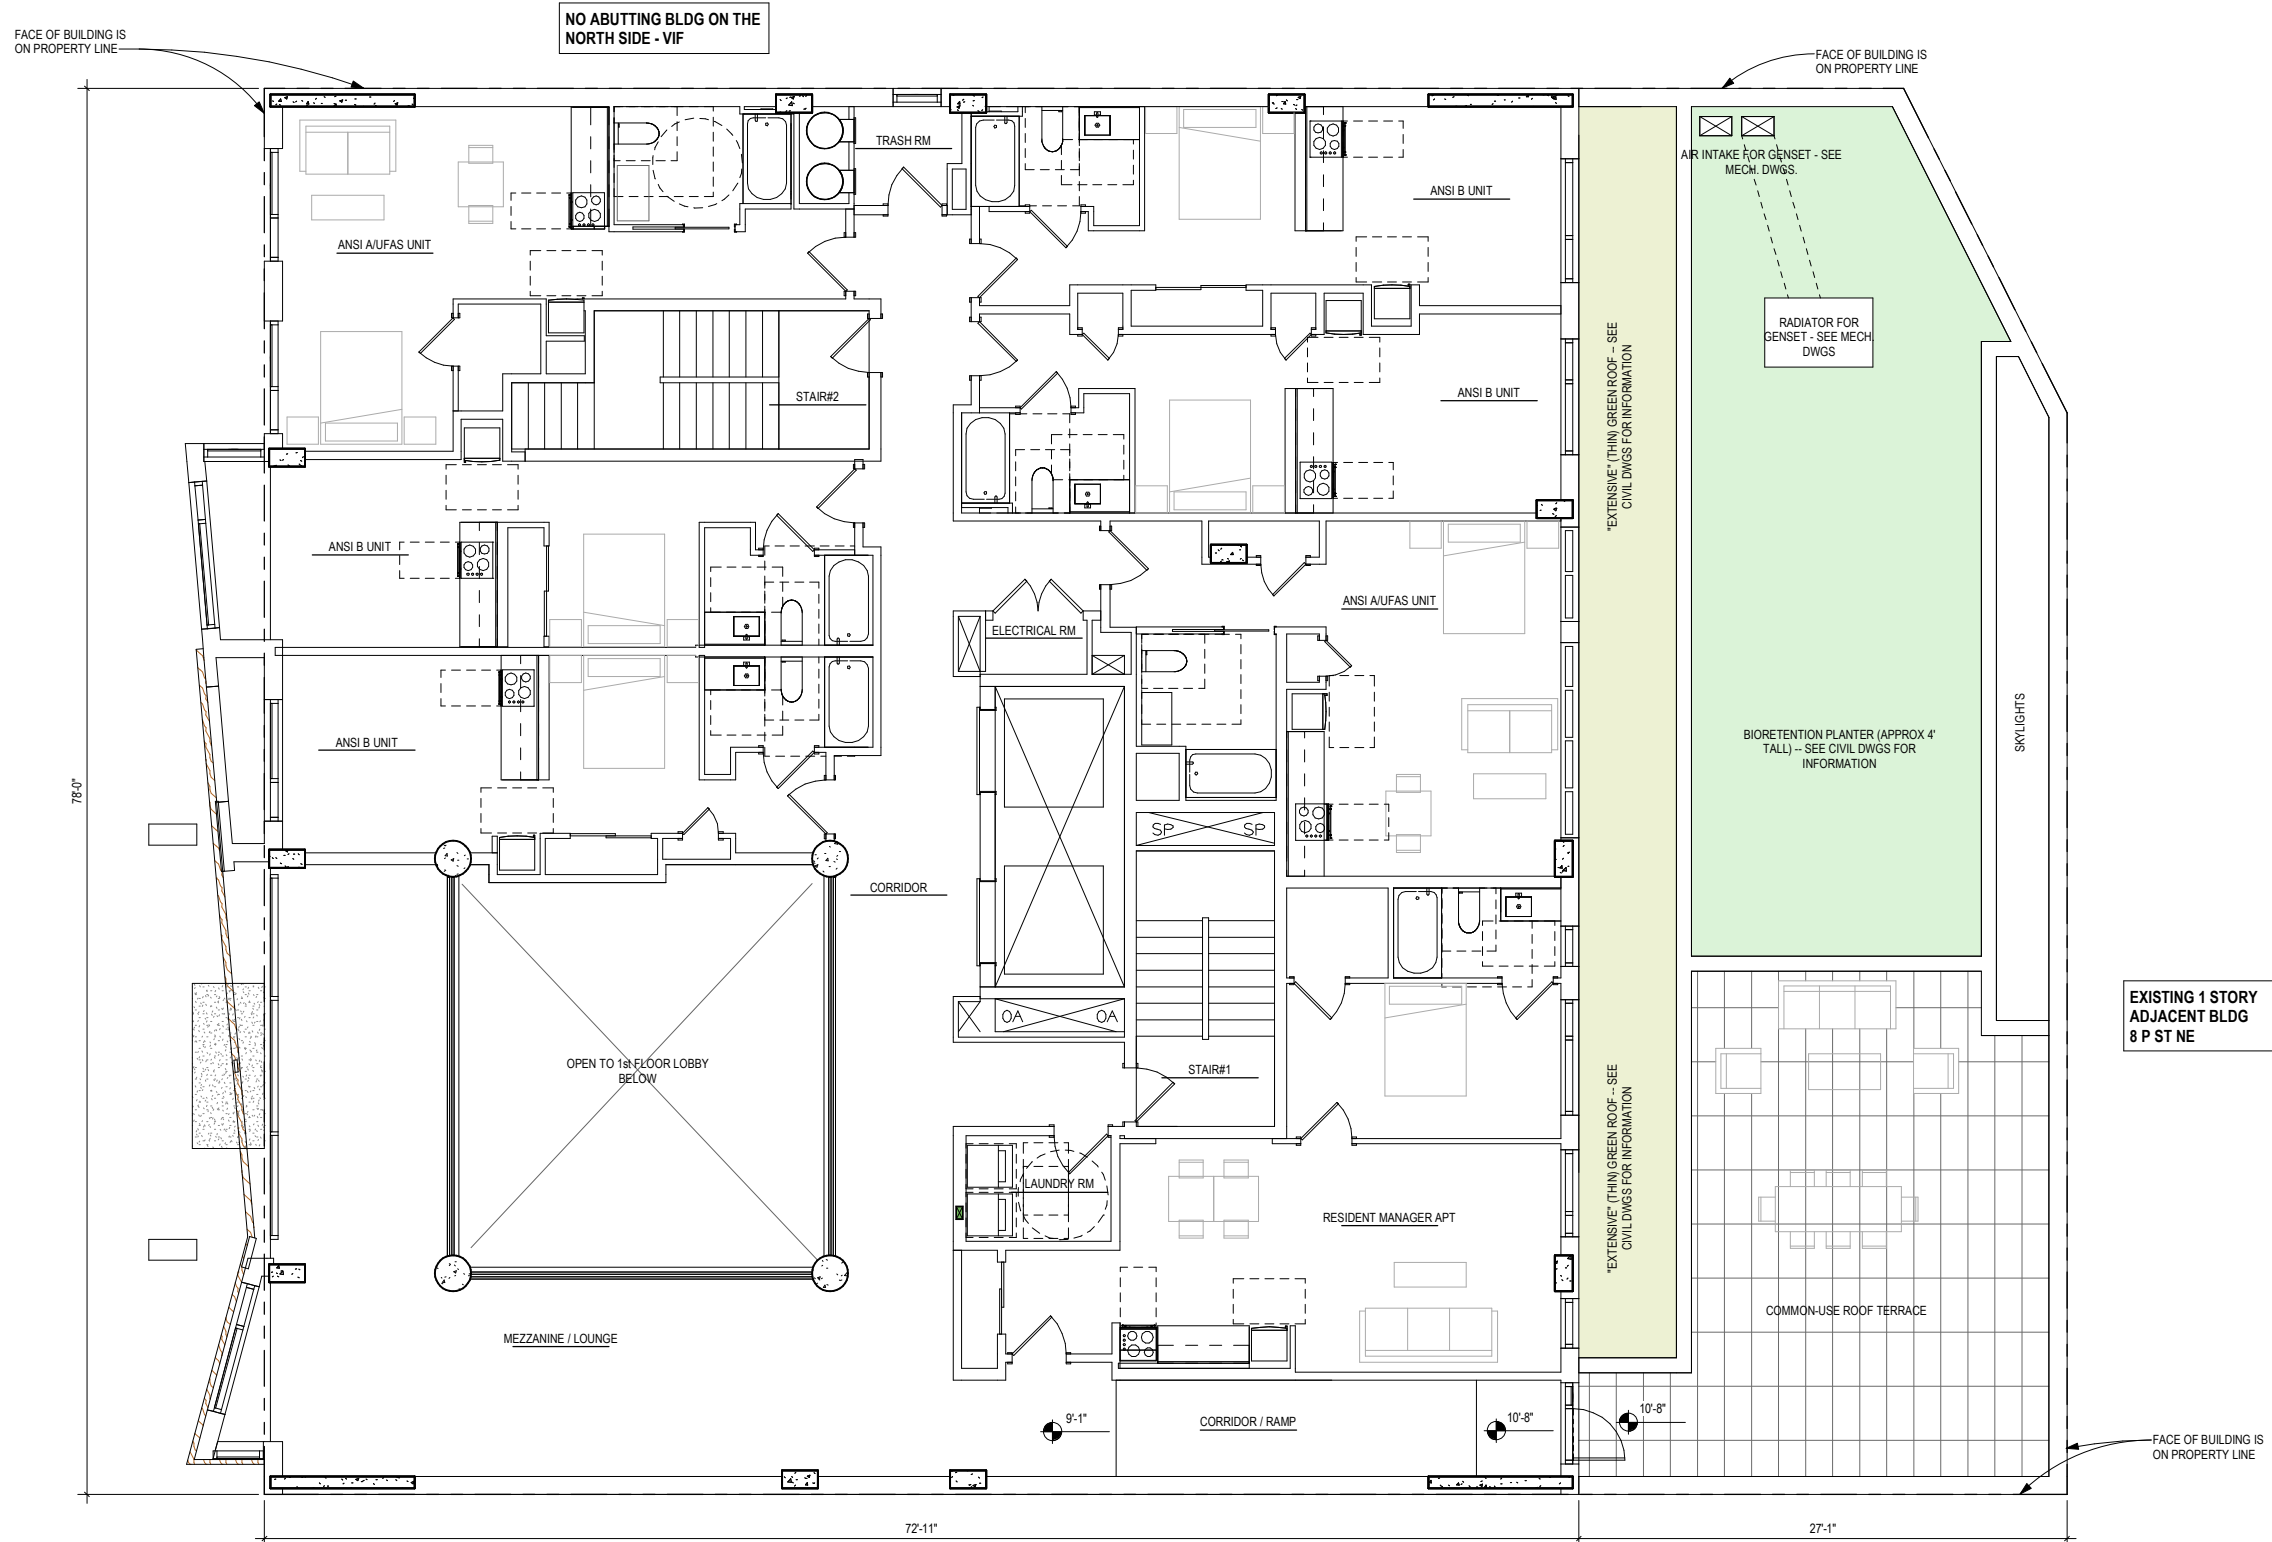 NO ABUTTING BLDG ON THE
NORTH SIDE - VIF
FACE OF BUILDING IS
ON PROPERTY LINE
FACE OF BUILDING IS
ON PROPERTY LINE
TRASH RM
AIR INTAKE FOR GENSET - SEE
MECH. DWGS.
ANSI B UNIT
ANSI A/UFAS UNIT
RADIATOR FOR
GENSET - SEE MECH.
DWGS
STAIR#2
ANSI B UNIT
"EXTENSIVE" (THIN) GREEN ROOF -- SEE
CIVIL DWGS FOR INFORMATION
ANSI B UNIT
ANSI A/UFAS UNIT
ELECTRICAL RM
ANSI B UNIT
SKYLIGHTS
BIORETENTION PLANTER (APPROX 4'
TALL) -- SEE CIVIL DWGS FOR
INFORMATION
78'-0"
SP
SP
CORRIDOR
OA
OA
EXISTING 1 STORY
ADJACENT BLDG
8 P ST NE
OPEN TO 1st FLOOR LOBBY
BELOW
STAIR#1
"EXTENSIVE" (THIN) GREEN ROOF -- SEE
CIVIL DWGS FOR INFORMATION
LAUNDRY RM
RESIDENT MANAGER APT
COMMON-USE ROOF TERRACE
MEZZANINE / LOUNGE
9'-1"
CORRIDOR / RAMP
10'-8"
10'-8"
FACE OF BUILDING IS
ON PROPERTY LINE
72'-11"
27'-1"